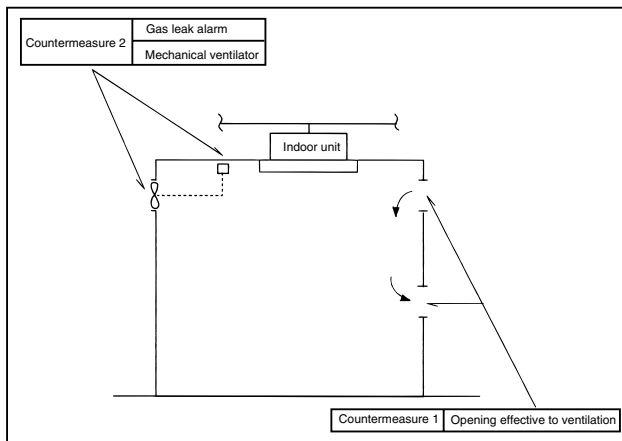 Countermeasure 2
Gas leak alarm
Mechanical ventilator
Indoor unit
Countermeasure 1
Opening effective to ventilation